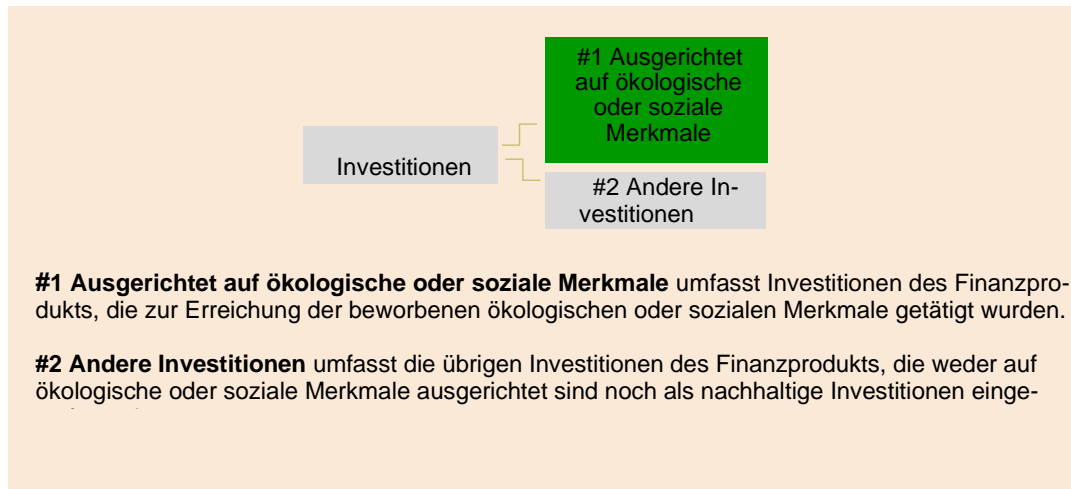 #1 Ausgerichtet
auf ökologische
oder soziale
Merkmale
Investitionen
#2 Andere In-
vestitionen
#1 Ausgerichtet auf ökologische oder soziale Merkmale umfasst Investitionen des Finanzpro-
dukts, die zur Erreichung der beworbenen ökologischen oder sozialen Merkmale getätigt wurden.
#2 Andere Investitionen umfasst die übrigen Investitionen des Finanzprodukts, die weder auf
ökologische oder soziale Merkmale ausgerichtet sind noch als nachhaltige Investitionen einge-